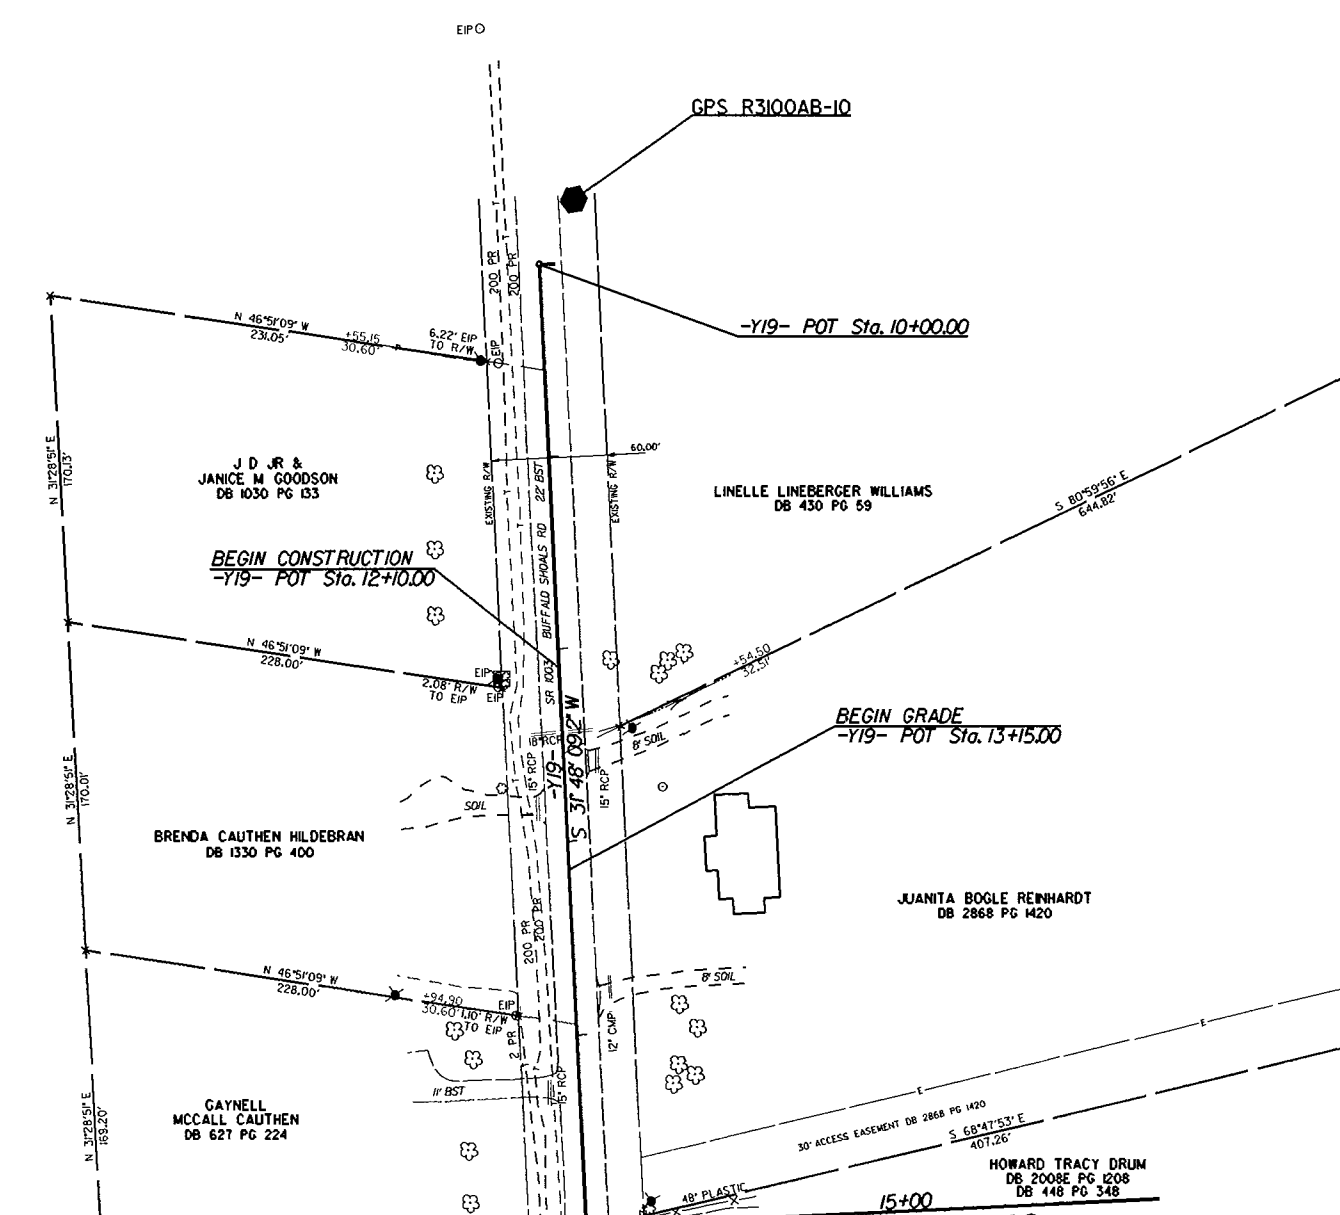 EIP
GPS R3100AB-10
200 PR
200 PR
-Y19- POT Sta. 10+00.00
N 46°51'09" W
231.05'
+55.15
30.60'
6.22' EIP
TO R/W
EIP
N 31°28'51" E
170.13'
60.00'
J D JR &
JANICE M GOODSON
DB 1030 PG 133
EXISTING R/W
22' BST
EXISTING R/W
LINELLE LINEBERGER WILLIAMS
DB 430 PG 59
S 80°59'56" E
644.82'
BEGIN CONSTRUCTION
-Y19- POT Sta. 12+10.00
BUFFALO SHOALS RD
SR 1003
N 46°51'09" W
228.00'
EIP
2.08' R/W
TO EIP
EIP
+54.50
32.51'
BEGIN GRADE
-Y19- POT Sta. 13+15.00
18" RCP
8' SOIL
15" RCP
-Y19-
S 31° 48' 09.2" W
15" RCP
N 31°28'51" E
170.01'
SOIL
BRENDA CAUTHEN HILDEBRAN
DB 1330 PG 400
JUANITA BOGLE REINHARDT
DB 2868 PG 1420
200 PR
200 PR
N 46°51'09" W
228.00'
+94.90
30.60'
EIP
1.10' R/W
TO EIP
8' SOIL
12" CMP
2 PR
11' BST
15" RCP
E
E
GAYNELL
MCCALL CAUTHEN
DB 627 PG 224
N 31°28'51" E
169.20'
30' ACCESS EASEMENT DB 2868 PG 1420
S 68°47'53" E
407.26'
HOWARD TRACY DRUM
DB 2008E PG 1208
DB 448 PG 348
48" PLASTIC
15+00